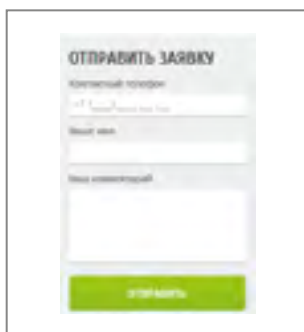 ОТПРАВИТЬ ЗАЯВКУ
Контактный телефон
Ваше имя
Ваш комментарий
ОТПРАВИТЬ